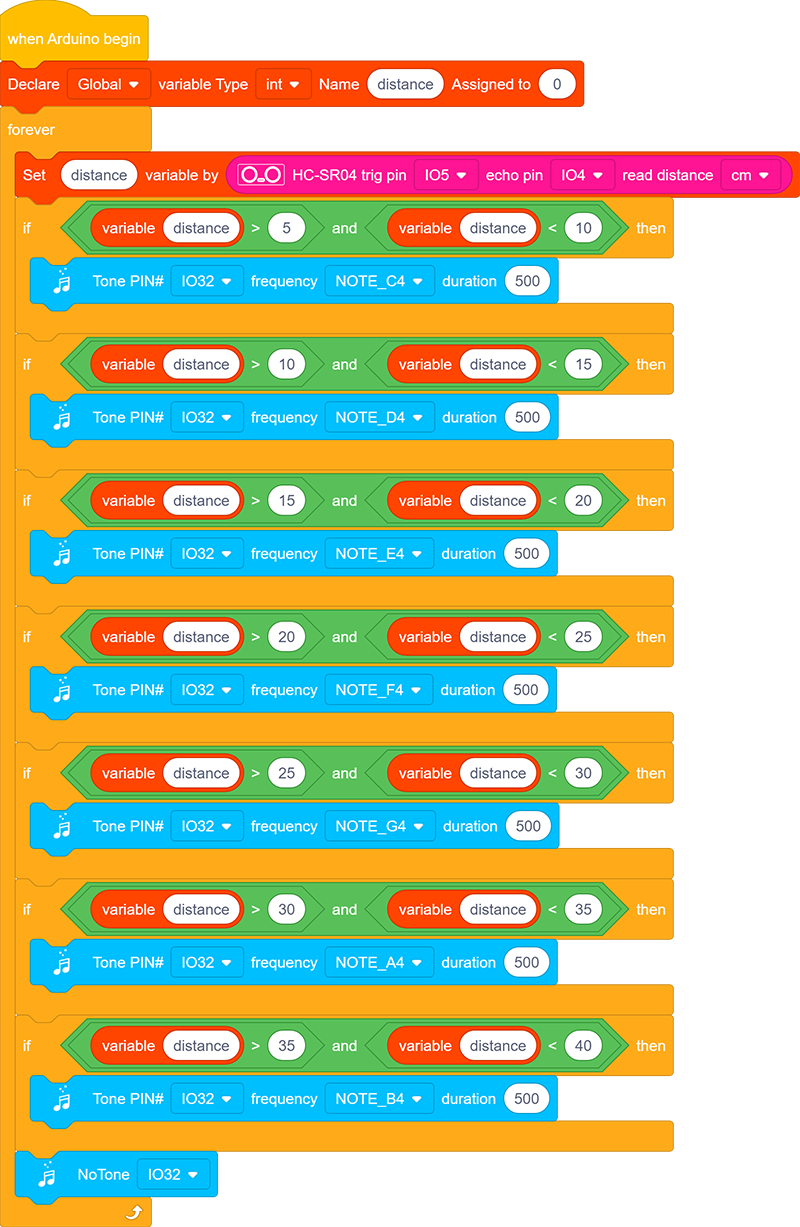 when Arduino begin
Declare Global variable Type int Name distance Assigned to 0
forever
Set distance variable by HC-SR04 trig pin IO5 echo pin IO4 read distance cm
if variable distance > 5 and variable distance < 10 then
Tone PIN# IO32 frequency NOTE_C4 duration 500
if variable distance > 10 and variable distance < 15 then
Tone PIN# IO32 frequency NOTE_D4 duration 500
if variable distance > 15 and variable distance < 20 then
Tone PIN# IO32 frequency NOTE_E4 duration 500
if variable distance > 20 and variable distance < 25 then
Tone PIN# IO32 frequency NOTE_F4 duration 500
if variable distance > 25 and variable distance < 30 then
Tone PIN# IO32 frequency NOTE_G4 duration 500
if variable distance > 30 and variable distance < 35 then
Tone PIN# IO32 frequency NOTE_A4 duration 500
if variable distance > 35 and variable distance < 40 then
Tone PIN# IO32 frequency NOTE_B4 duration 500
NoTone IO32